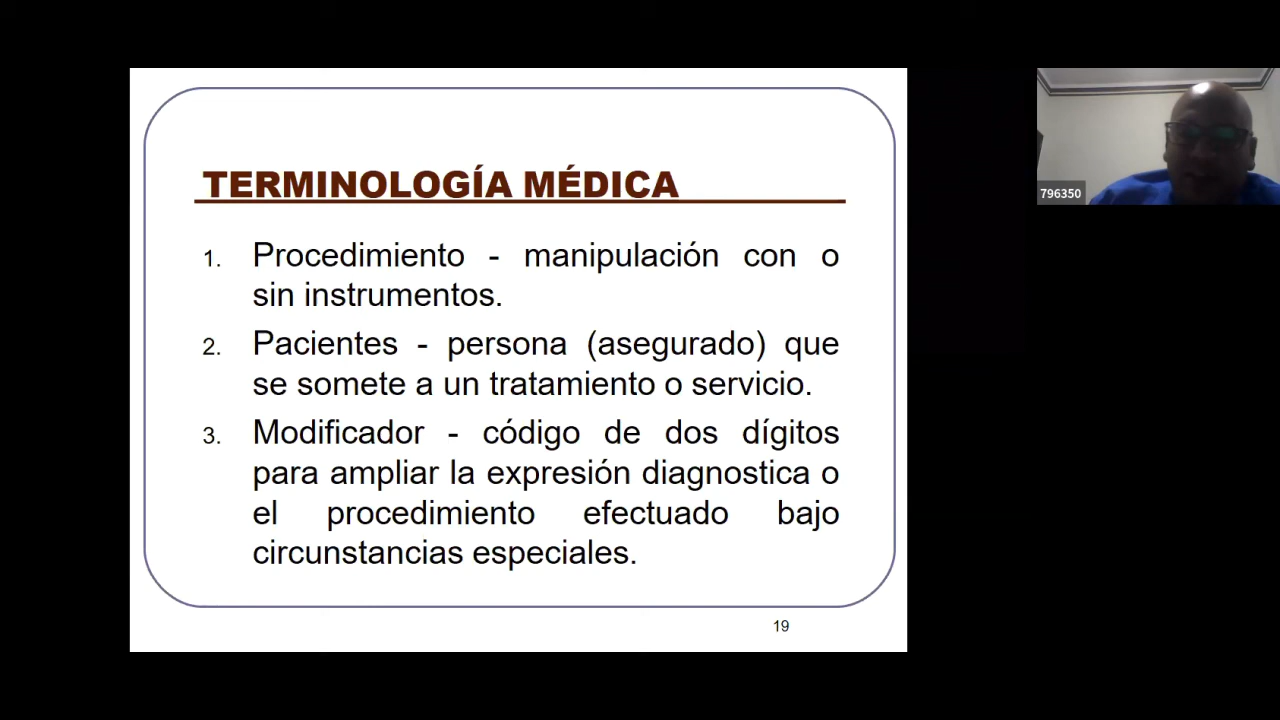 TERMINOLOGÍA MÉDICA
1. Procedimiento - manipulación con o
sin instrumentos.
2. Pacientes - persona (asegurado) que
se somete a un tratamiento o servicio.
3. Modificador - código de dos dígitos
para ampliar la expresión diagnostica o
el procedimiento efectuado bajo
circunstancias especiales.
19
796350